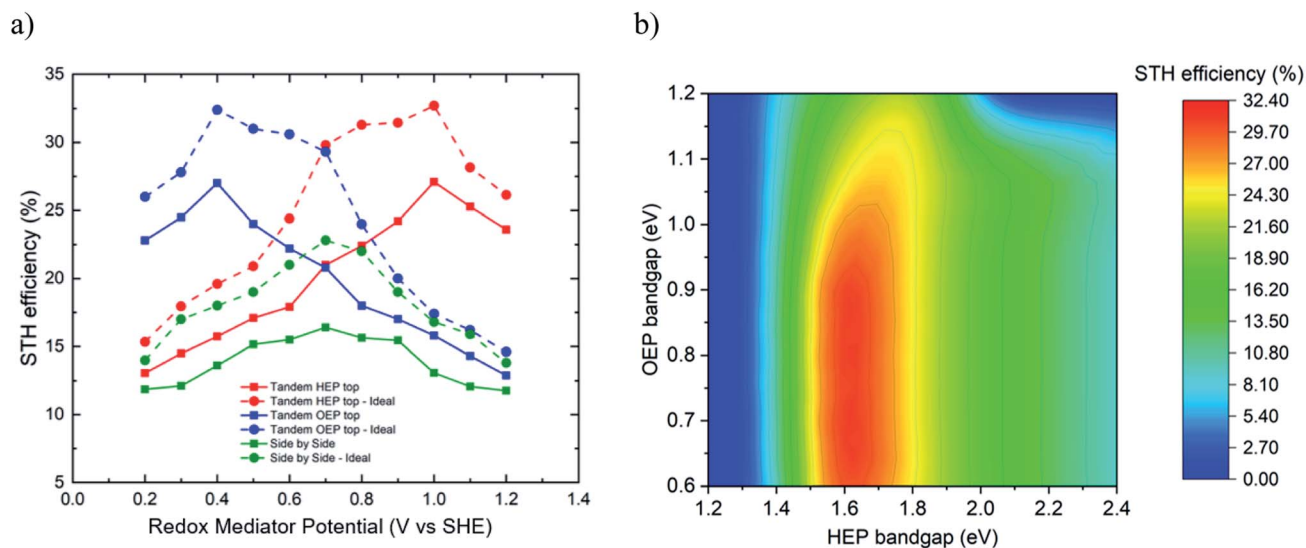 a)
35
30
25
20
15
10
5
STH efficiency (%)
0.0 0.2 0.4 0.6 0.8 1.0 1.2 1.4
Redox Mediator Potential (V vs SHE)
Tandem HEP top
Tandem HEP top - Ideal
Tandem OEP top
Tandem OEP top - Ideal
Side by Side
Side by Side - Ideal
b)
1.2
1.1
1.0
0.9
0.8
0.7
0.6
OEP bandgap (eV)
1.2 1.4 1.6 1.8 2.0 2.2 2.4
HEP bandgap (eV)
STH efficiency (%)
32.40
29.70
27.00
24.30
21.60
18.90
16.20
13.50
10.80
8.10
5.40
2.70
0.00